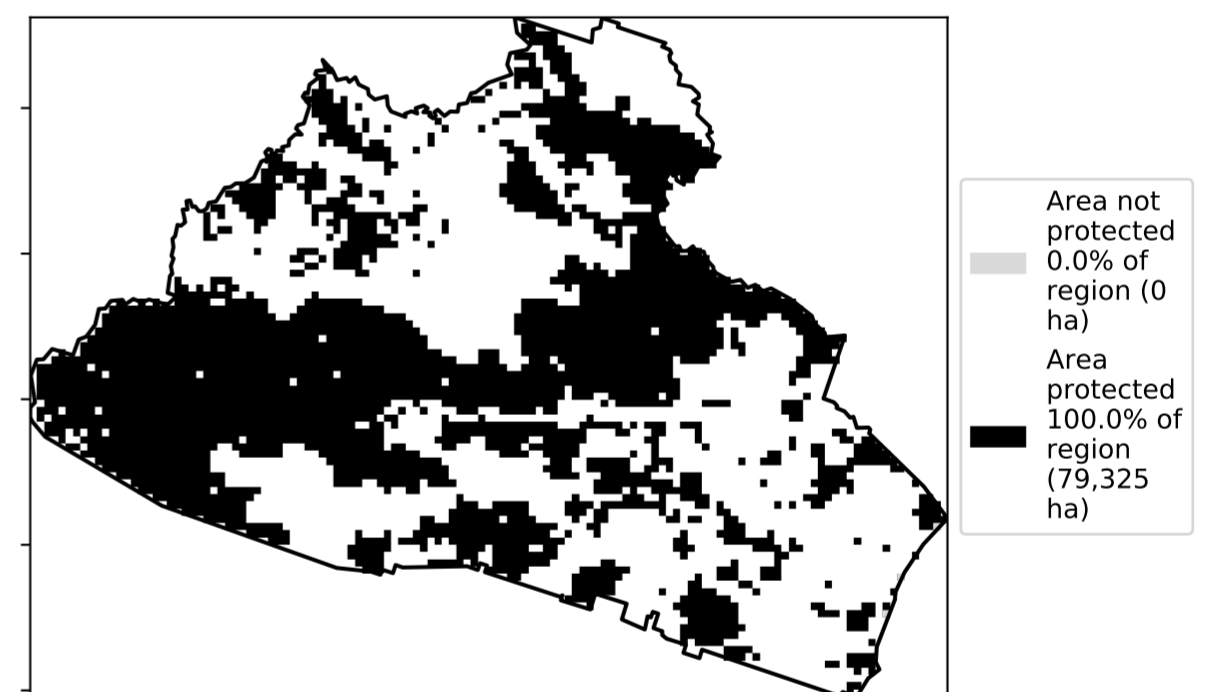 Area not
protected
0.0% of
region (0
ha)
Area
protected
100.0% of
region
(79,325
ha)